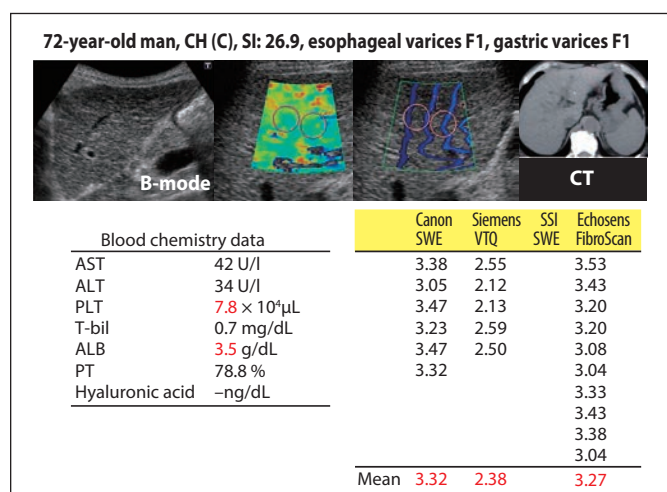 72-year-old man, CH (C), SI: 26.9, esophageal varices F1, gastric varices F1
T
B-mode
CT
Blood chemistry data
AST 42 U/l
ALT 34 U/l
PLT 7.8 × 10⁴μL
T-bil 0.7 mg/dL
ALB 3.5 g/dL
PT 78.8 %
Hyaluronic acid –ng/dL
Canon SWE Siemens VTQ SSI SWE Echosens FibroScan
3.38 2.55 3.53
3.05 2.12 3.43
3.47 2.13 3.20
3.23 2.59 3.20
3.47 2.50 3.08
3.32 3.04
3.33
3.43
3.38
3.04
Mean 3.32 2.38 3.27